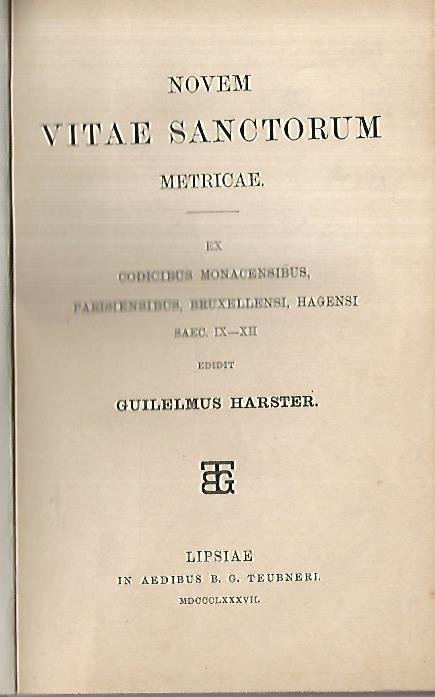 NOVEM
VITAE SANCTORUM
METRICAE.
EX
CODICIBUS MONACENSIBUS,
PARISIENSIBUS, BRUXELLENSI, HAGENSI
SAEC. IX—XII
EDIDIT
GUILELMUS HARSTER.
BTG
LIPSIAE
IN AEDIBUS B. G. TEUBNERI.
MDCCCLXXXVII.